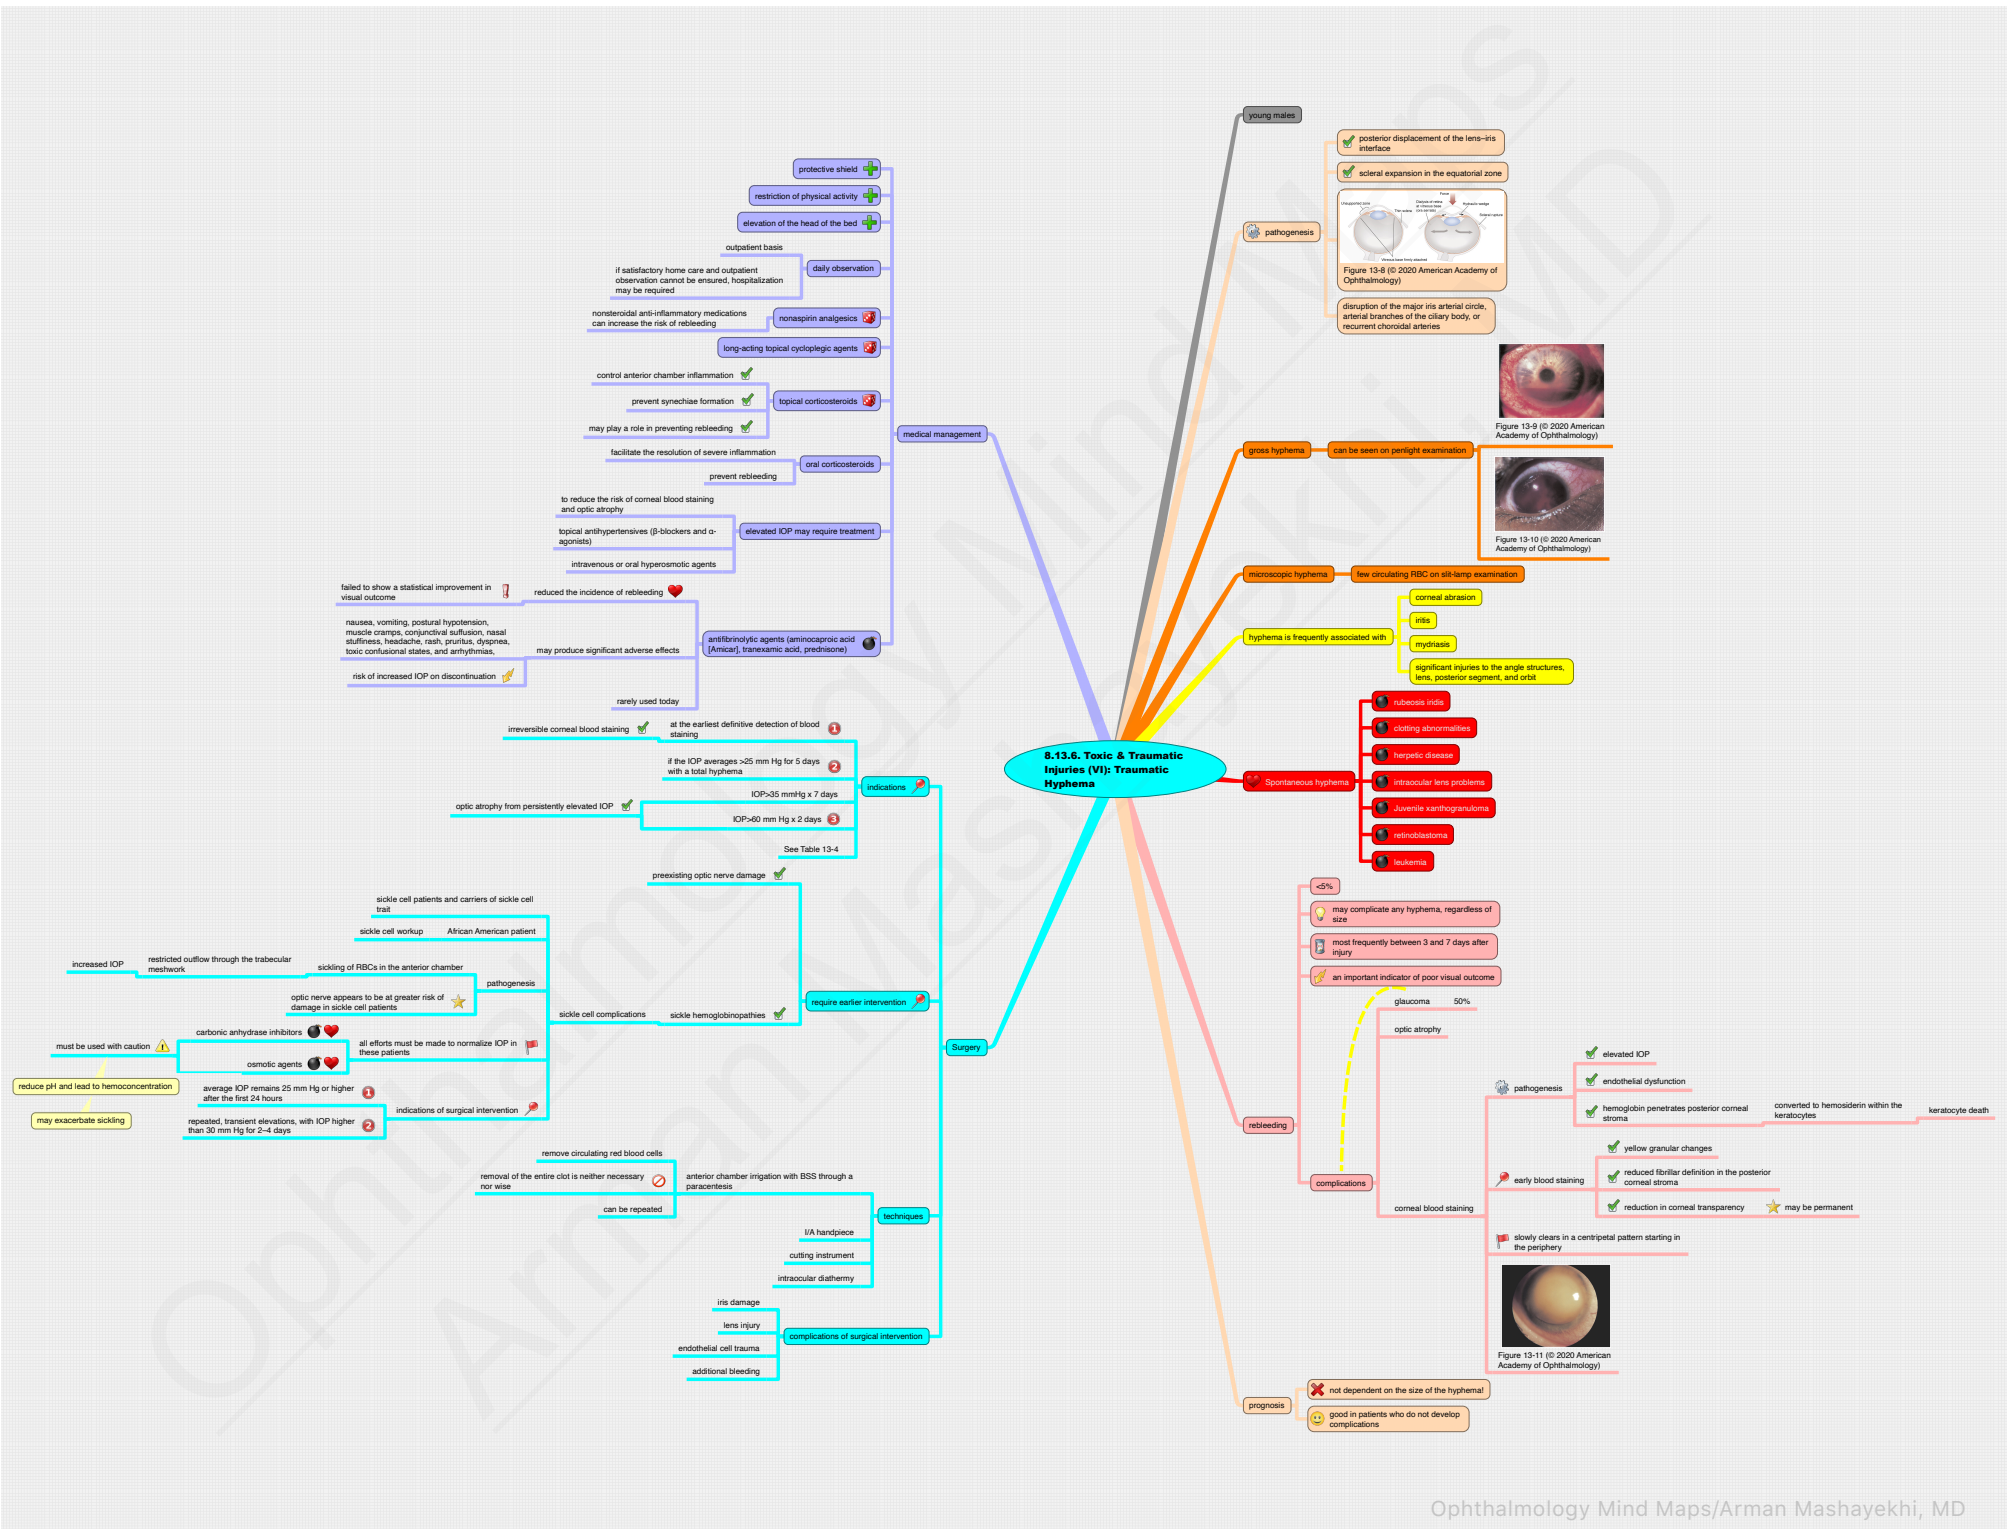 8.13.6. Toxic & Traumatic
Injuries (VI): Traumatic
Hyphema
young males
pathogenesis
posterior displacement of the lens–iris
interface
scleral expansion in the equatorial zone
Force
Unsupported zone
Thin sclera
Dialysis of retina
at vitreous base
Hydraulic wedge
Scleral rupture
Vitreous base firmly attached
Figure 13-8 (© 2020 American Academy of
Ophthalmology)
disruption of the major iris arterial circle,
arterial branches of the ciliary body, or
recurrent choroidal arteries
gross hyphema
can be seen on penlight examination
Figure 13-9 (© 2020 American
Academy of Ophthalmology)
Figure 13-10 (© 2020 American
Academy of Ophthalmology)
microscopic hyphema
few circulating RBC on slit-lamp examination
hyphema is frequently associated with
corneal abrasion
iritis
mydriasis
significant injuries to the angle structures,
lens, posterior segment, and orbit
Spontaneous hyphema
rubeosis iridis
clotting abnormalities
herpetic disease
intraocular lens problems
Juvenile xanthogranuloma
retinoblastoma
leukemia
rebleeding
<5%
may complicate any hyphema, regardless of
size
most frequently between 3 and 7 days after
injury
an important indicator of poor visual outcome
complications
glaucoma
50%
optic atrophy
corneal blood staining
pathogenesis
elevated IOP
endothelial dysfunction
hemoglobin penetrates posterior corneal
stroma
converted to hemosiderin within the
keratocytes
keratocyte death
early blood staining
yellow granular changes
reduced fibrillar definition in the posterior
corneal stroma
reduction in corneal transparency
may be permanent
slowly clears in a centripetal pattern starting in
the periphery
Figure 13-11 (© 2020 American
Academy of Ophthalmology)
prognosis
not dependent on the size of the hyphema!
good in patients who do not develop
complications
medical management
protective shield
restriction of physical activity
elevation of the head of the bed
daily observation
outpatient basis
if satisfactory home care and outpatient
observation cannot be ensured, hospitalization
may be required
nonaspirin analgesics
nonsteroidal anti-inflammatory medications
can increase the risk of rebleeding
long-acting topical cycloplegic agents
topical corticosteroids
control anterior chamber inflammation
prevent synechiae formation
may play a role in preventing rebleeding
oral corticosteroids
facilitate the resolution of severe inflammation
prevent rebleeding
elevated IOP may require treatment
to reduce the risk of corneal blood staining
and optic atrophy
topical antihypertensives (β-blockers and α-
agonists)
intravenous or oral hyperosmotic agents
antifibrinolytic agents (aminocaproic acid
[Amicar], tranexamic acid, prednisone)
reduced the incidence of rebleeding
failed to show a statistical improvement in
visual outcome
may produce significant adverse effects
nausea, vomiting, postural hypotension,
muscle cramps, conjunctival suffusion, nasal
stuffiness, headache, rash, pruritus, dyspnea,
toxic confusional states, and arrhythmias,
risk of increased IOP on discontinuation
rarely used today
Surgery
indications
at the earliest definitive detection of blood
staining
1
irreversible corneal blood staining
if the IOP averages >25 mm Hg for 5 days
with a total hyphema
2
IOP>35 mmHg x 7 days
IOP>60 mm Hg x 2 days
3
optic atrophy from persistently elevated IOP
See Table 13-4
require earlier intervention
preexisting optic nerve damage
sickle hemoglobinopathies
sickle cell complications
sickle cell patients and carriers of sickle cell
trait
African American patient
sickle cell workup
pathogenesis
sickling of RBCs in the anterior chamber
restricted outflow through the trabecular
meshwork
increased IOP
optic nerve appears to be at greater risk of
damage in sickle cell patients
all efforts must be made to normalize IOP in
these patients
carbonic anhydrase inhibitors
osmotic agents
must be used with caution
reduce pH and lead to hemoconcentration
may exacerbate sickling
indications of surgical intervention
average IOP remains 25 mm Hg or higher
after the first 24 hours
1
repeated, transient elevations, with IOP higher
than 30 mm Hg for 2–4 days
2
techniques
anterior chamber irrigation with BSS through a
paracentesis
remove circulating red blood cells
removal of the entire clot is neither necessary
nor wise
can be repeated
I/A handpiece
cutting instrument
intraocular diathermy
complications of surgical intervention
iris damage
lens injury
endothelial cell trauma
additional bleeding
Ophthalmology Mind Maps
Arman Mashayekhi, MD
Ophthalmology Mind Maps/Arman Mashayekhi, MD